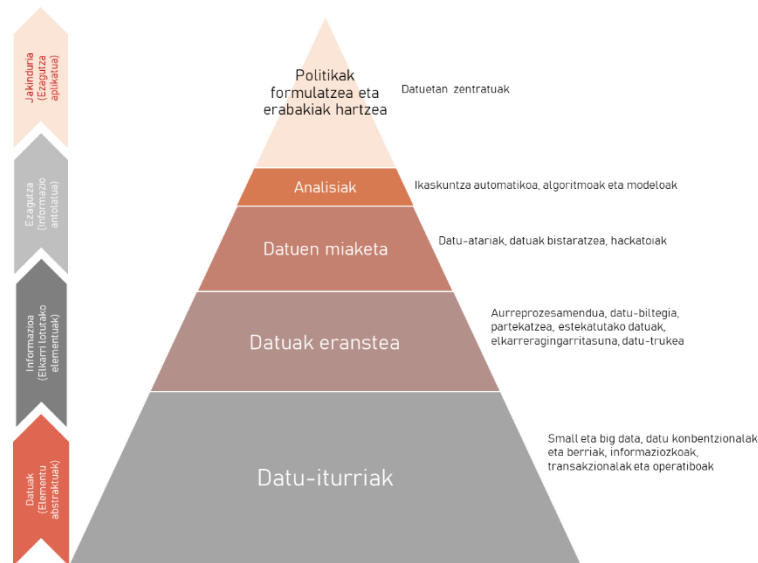 Jakinduria
(Ezagutza
aplikatua)
Politikak
formulatzea eta
erabakiak hartzea
Datuetan zentratuak
Ezagutza
(Informazio
antolatua)
Analisiak
Ikaskuntza automatikoa, algoritmoak eta modeloak
Datuen miaketa
Datu-atariak, datuak bistaratzea, hackatoiak
Informazioa
(Elkarri lotutako
elementuak)
Datuak eranstea
Aurreprozesamendua, datu-biltegia,
partekatzea, estekatutako datuak,
elkarreragingarritasuna, datu-trukea
Datuak
(Elementu
abstraktuak)
Datu-iturriak
Small eta big data, datu konbentzionalak
eta berriak, informaziozkoak,
transakzionalak eta operatiboak